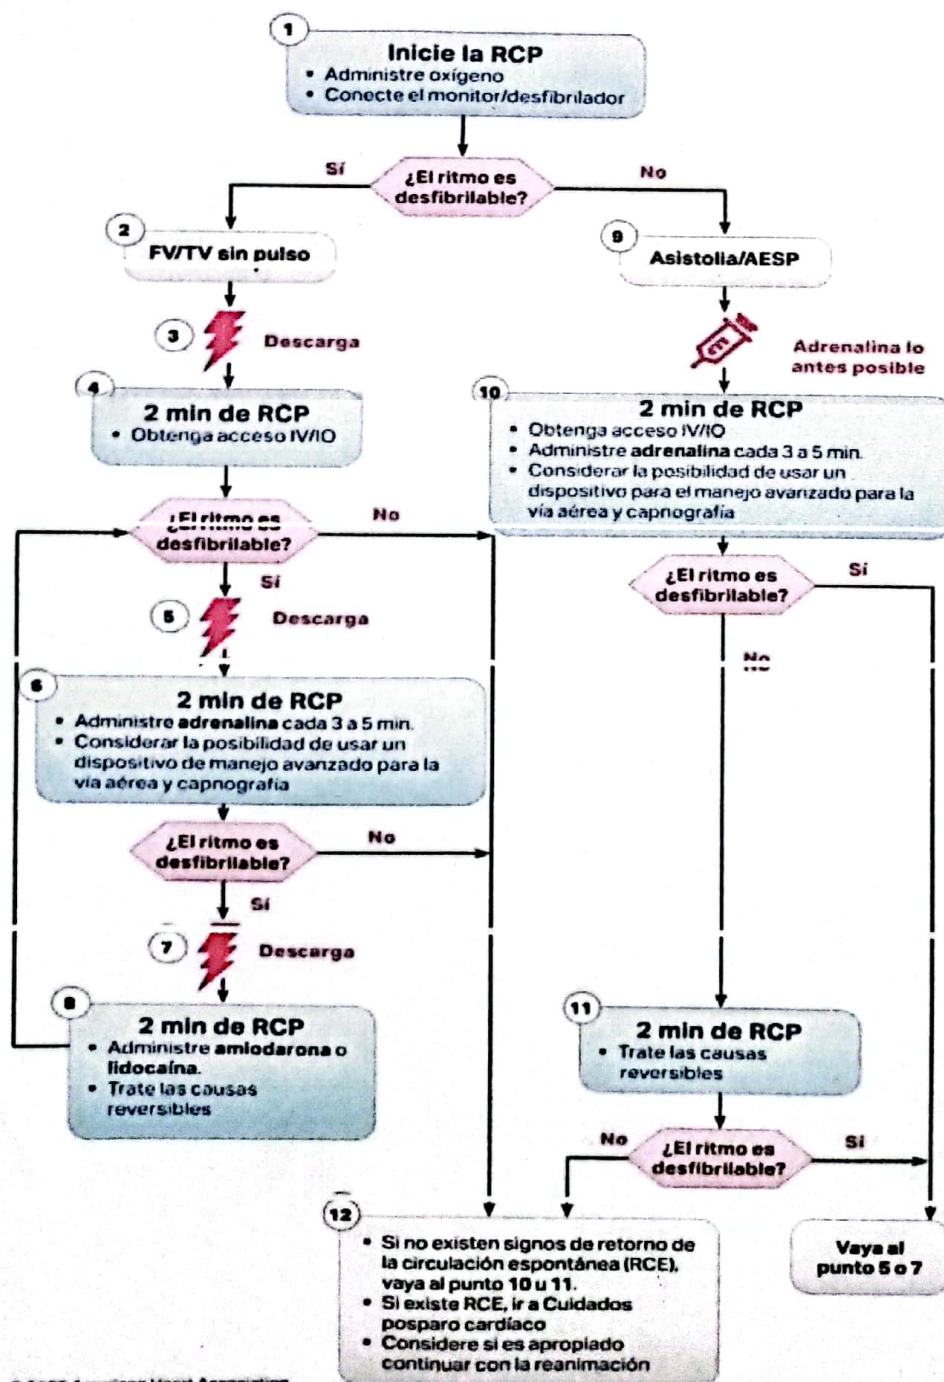 1
Inicie la RCP
• Administre oxígeno
• Conecte el monitor/desfibrilador
¿El ritmo es
desfibrilable?
Sí
No
2
FV/TV sin pulso
3
Descarga
4
2 min de RCP
• Obtenga acceso IV/IO
¿El ritmo es
desfibrilable?
No
Sí
5
Descarga
6
2 min de RCP
• Administre adrenalina cada 3 a 5 min.
• Considerar la posibilidad de usar un
dispositivo de manejo avanzado para la
vía aérea y capnografía
¿El ritmo es
desfibrilable?
No
Sí
7
Descarga
8
2 min de RCP
• Administre amiodarona o
lidocaína.
• Trate las causas
reversibles
9
Asistolia/AESP
Adrenalina lo
antes posible
10
2 min de RCP
• Obtenga acceso IV/IO
• Administre adrenalina cada 3 a 5 min.
• Considerar la posibilidad de usar un
dispositivo para el manejo avanzado para la
vía aérea y capnografía
¿El ritmo es
desfibrilable?
Sí
No
11
2 min de RCP
• Trate las causas
reversibles
¿El ritmo es
desfibrilable?
No
Sí
12
• Si no existen signos de retorno de
la circulación espontánea (RCE),
vaya al punto 10 u 11.
• Si existe RCE, ir a Cuidados
posparo cardíaco
• Considere si es apropiado
continuar con la reanimación
Vaya al
punto 5 o 7
American Heart Association